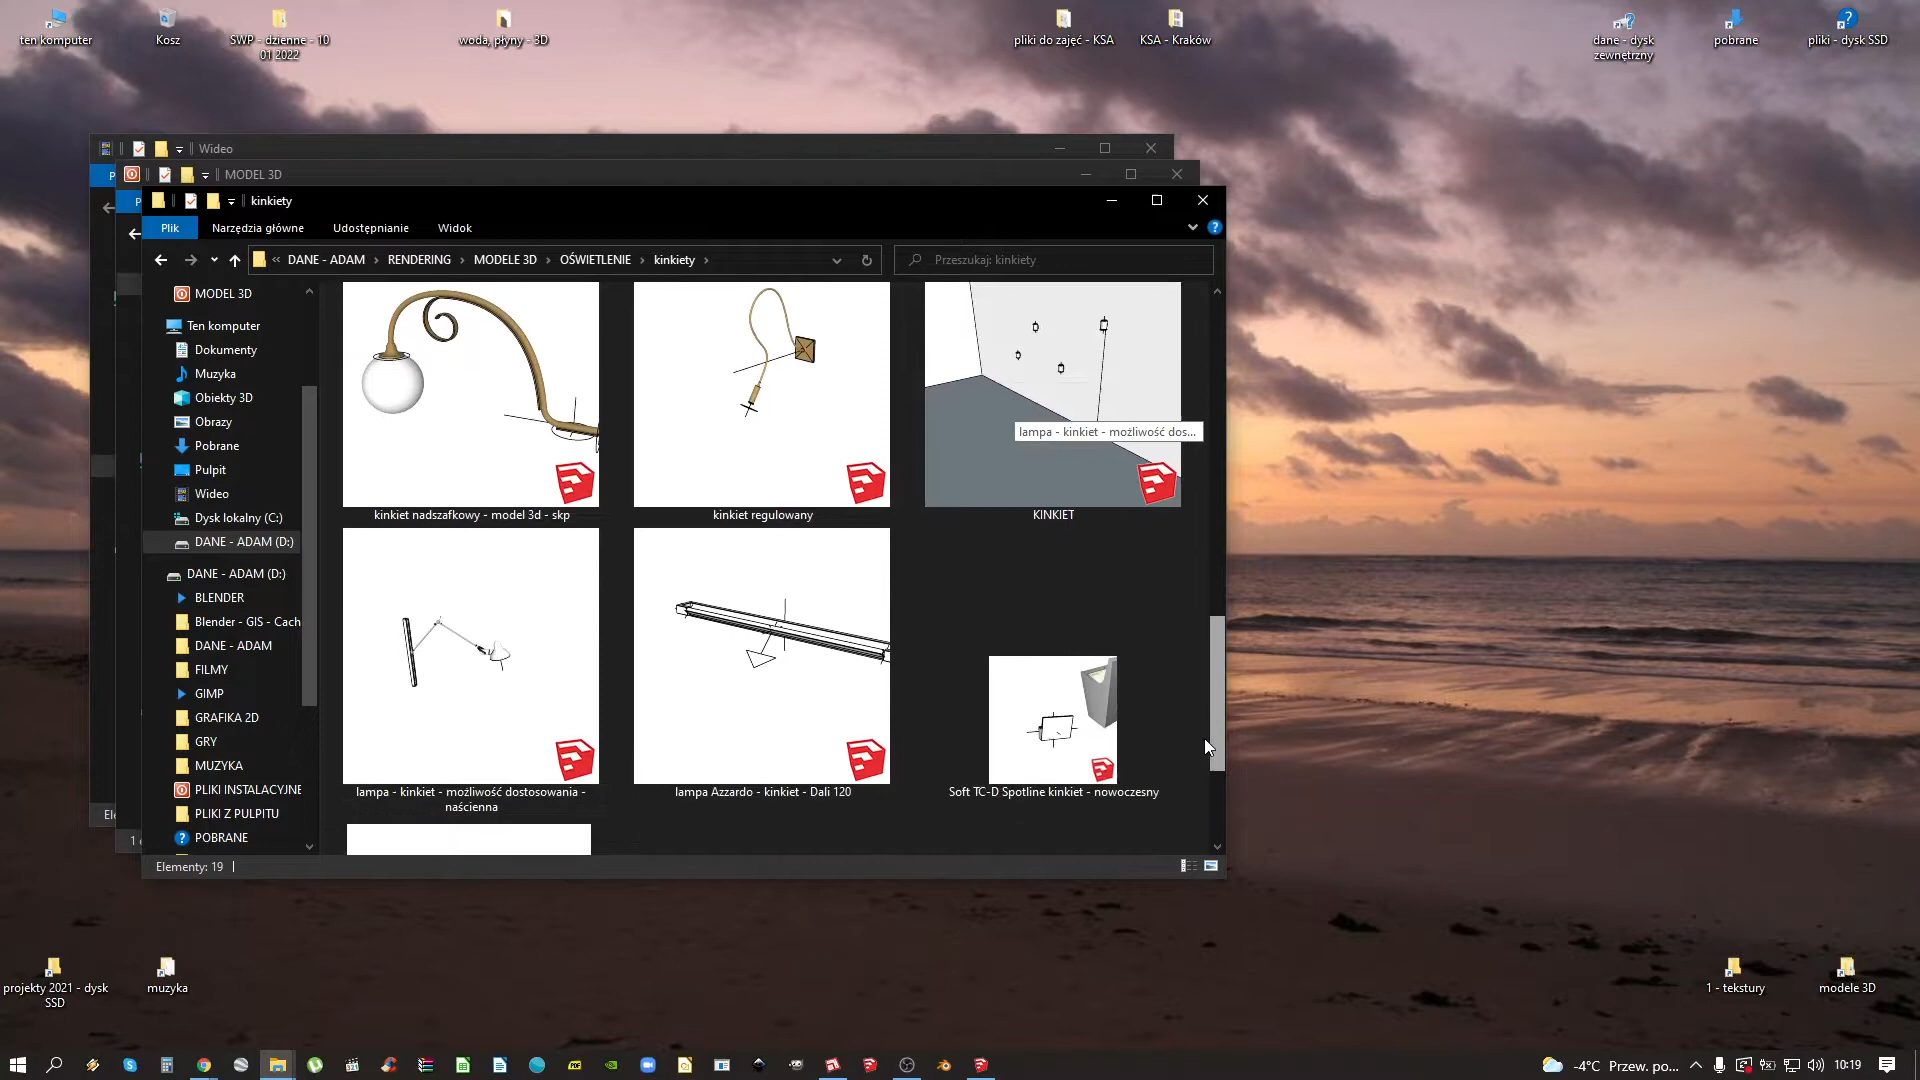 ten komputer
Kosz
SWP - dzienne - 10
01 2022
woda, płyny - 3D
pliki do zajęć - KSA
KSA - Kraków
dane - dysk
zewnętrzny
pobrane
pliki - dysk SSD
Wideo
MODEL 3D
kinkiety
Plik
Narzędzia główne
Udostępnianie
Widok
« DANE - ADAM › RENDERING › MODELE 3D › OŚWIETLENIE › kinkiety ›
Przeszukaj: kinkiety
MODEL 3D
Ten komputer
Dokumenty
Muzyka
Obiekty 3D
Obrazy
Pobrane
Pulpit
Wideo
Dysk lokalny (C:)
DANE - ADAM (D:)
DANE - ADAM (D:)
BLENDER
Blender - GIS - Cach
DANE - ADAM
FILMY
GIMP
GRAFIKA 2D
GRY
MUZYKA
PLIKI INSTALACYJNE
PLIKI Z PULPITU
POBRANE
lampa - kinkiet - możliwość dos...
kinkiet nadszafkowy - model 3d - skp
kinkiet regulowany
KINKIET
lampa - kinkiet - możliwość dostosowania -
naścienna
lampa Azzardo - kinkiet - Dali 120
Soft TC-D Spotline kinkiet - nowoczesny
Elementy: 19
projekty 2021 - dysk
SSD
muzyka
1 - tekstury
modele 3D
-4°C Przew. po...
10:19